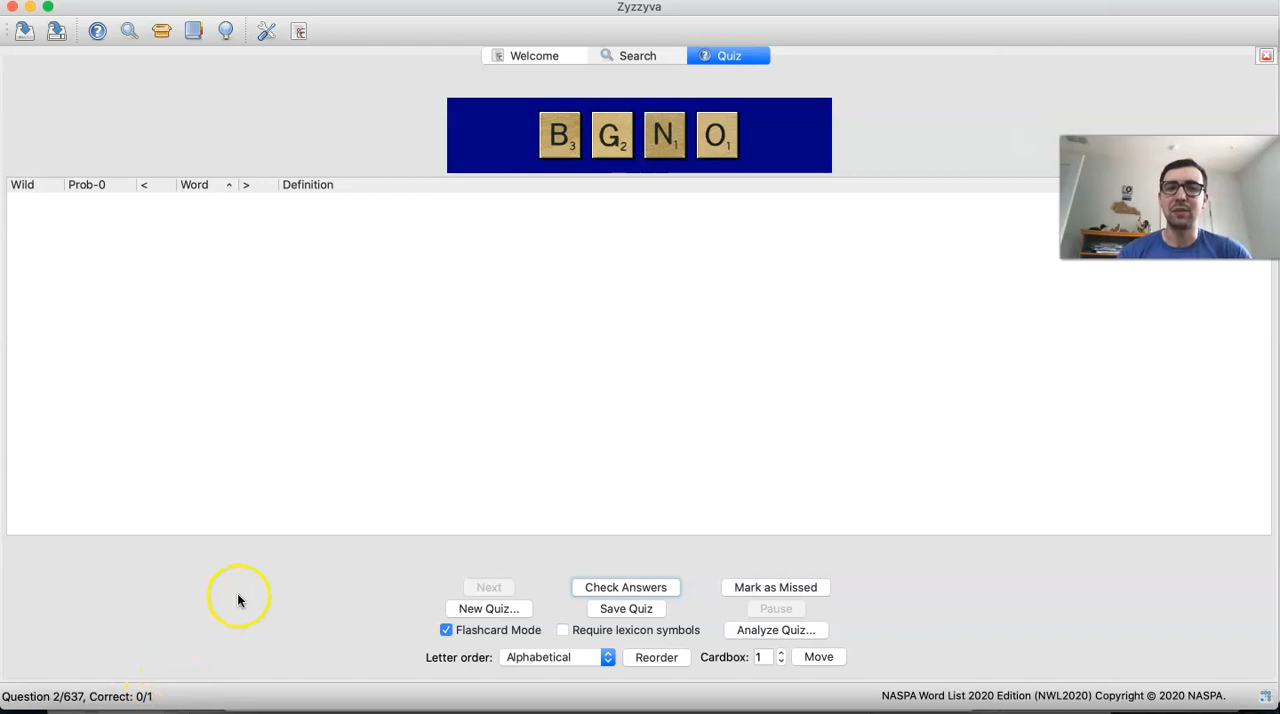 Zyzzyva
Welcome Search Quiz
B3 G2 N1 O1
Wild Prob-0 < Word > Definition
Next Check Answers Mark as Missed
New Quiz... Save Quiz Pause
Flashcard Mode Require lexicon symbols Analyze Quiz...
Letter order: Alphabetical Reorder Cardbox: 1 Move
Question 2/637, Correct: 0/1 NASPA Word List 2020 Edition (NWL2020) Copyright © 2020 NASPA.